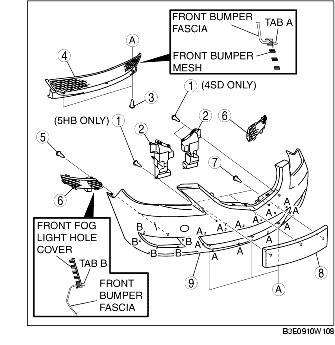 FRONT BUMPER
FASCIA
TAB A
FRONT BUMPER
MESH
4
A
3
1 (4SD ONLY)
(5HB ONLY)
1
2
2
6
5
7
6
A
A
A
A
A
A
A
A
A
B
B
B
B
B
A
9
8
A
FRONT FOG
LIGHT HOLE
COVER
TAB B
FRONT
BUMPER
FASCIA
B3E0910W108